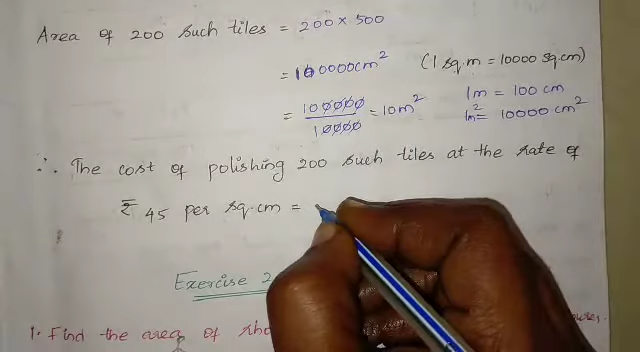 Area of 200 such tiles = 200 × 500
= 100000cm² (1 sq.m = 10000 sq.cm)
= 100000/10000 = 10m² 1m = 100 cm
1m² = 10000 cm²
∴ The cost of polishing 200 such tiles at the rate of
₹ 45 per sq.cm =
Exercise 2
1. Find the area of rho